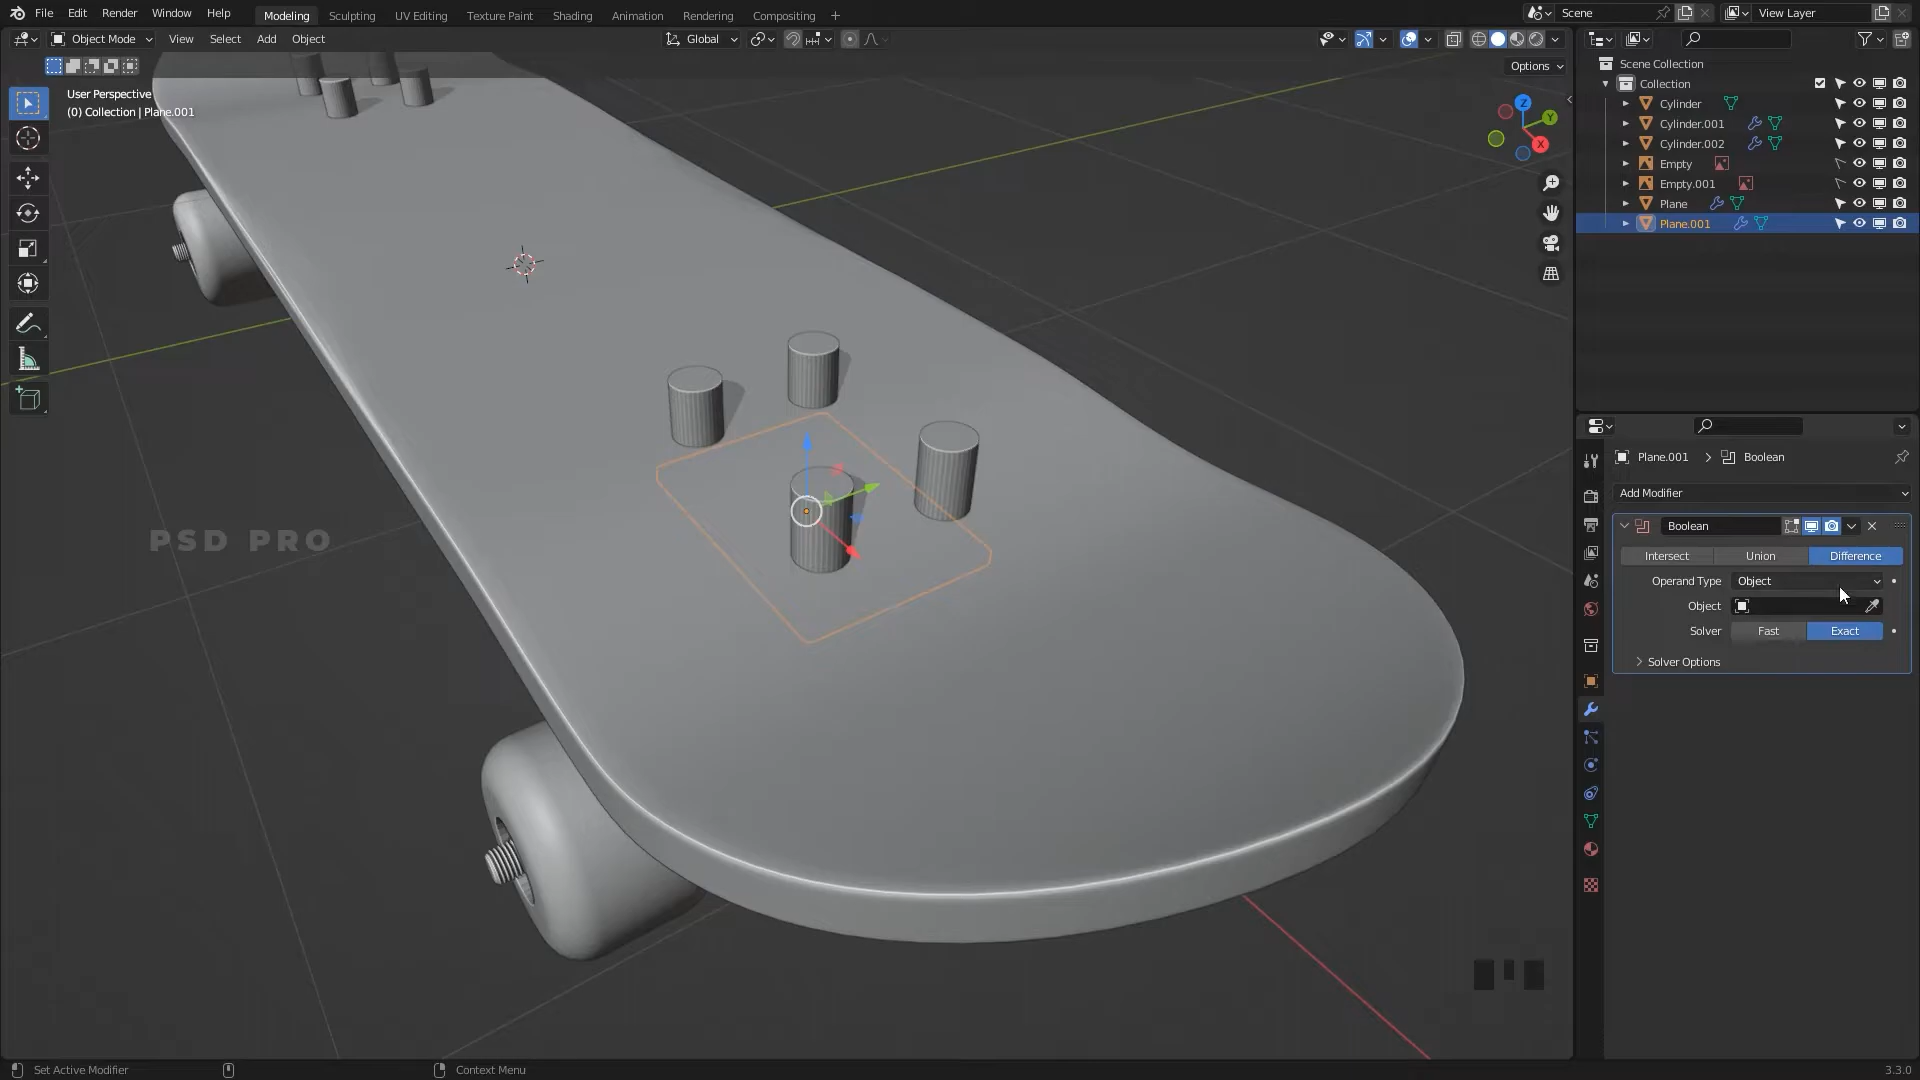 File Edit Render Window Help Modeling Sculpting UV Editing Texture Paint Shading Animation Rendering Compositing + Scene View Layer
Object Mode View Select Add Object Global
Options
User Perspective
(0) Collection | Plane.001
Z
Y
X
PSD PRO
Scene Collection
Collection
Cylinder
Cylinder.001
Cylinder.002
Empty
Empty.001
Plane
Plane.001
Plane.001 > Boolean
Add Modifier
Boolean
Intersect Union Difference
Operand Type Object
Object
Solver Fast Exact
Solver Options
Set Active Modifier Context Menu 3.3.0